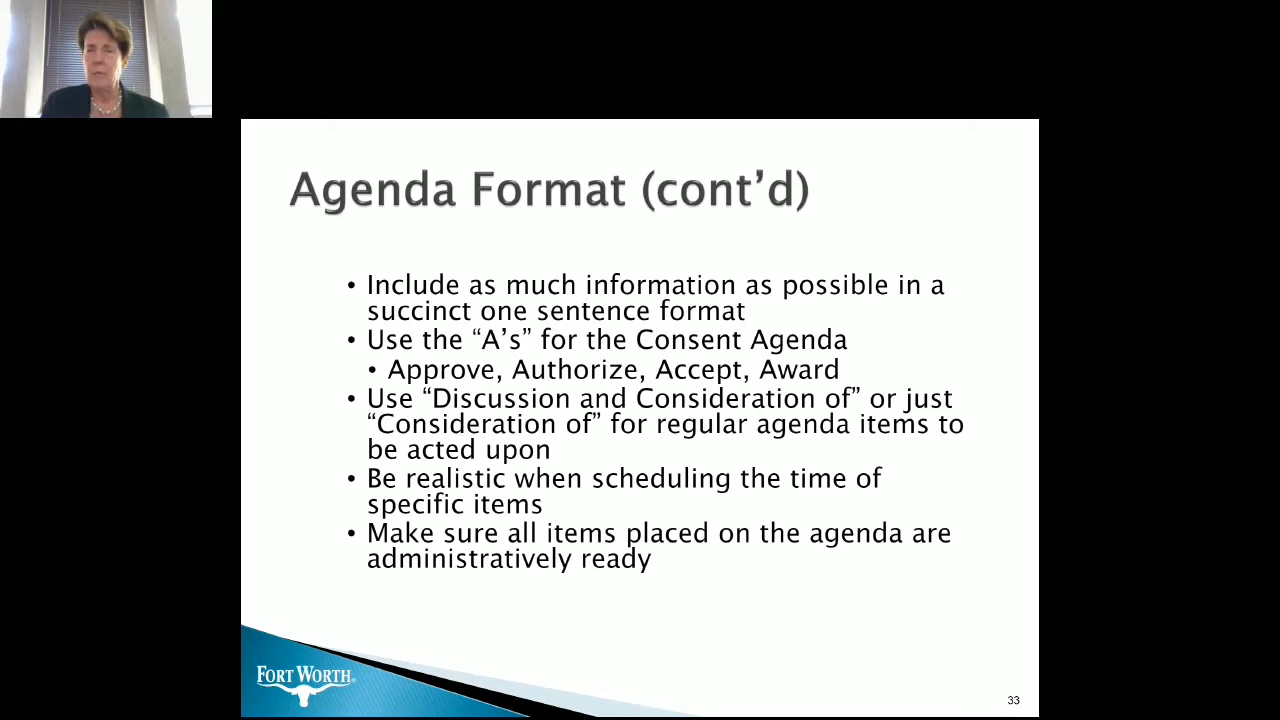 Agenda Format (cont’d)
• Include as much information as possible in a
succinct one sentence format
• Use the “A’s” for the Consent Agenda
• Approve, Authorize, Accept, Award
• Use “Discussion and Consideration of” or just
“Consideration of” for regular agenda items to
be acted upon
• Be realistic when scheduling the time of
specific items
• Make sure all items placed on the agenda are
administratively ready
FORT WORTH®
33